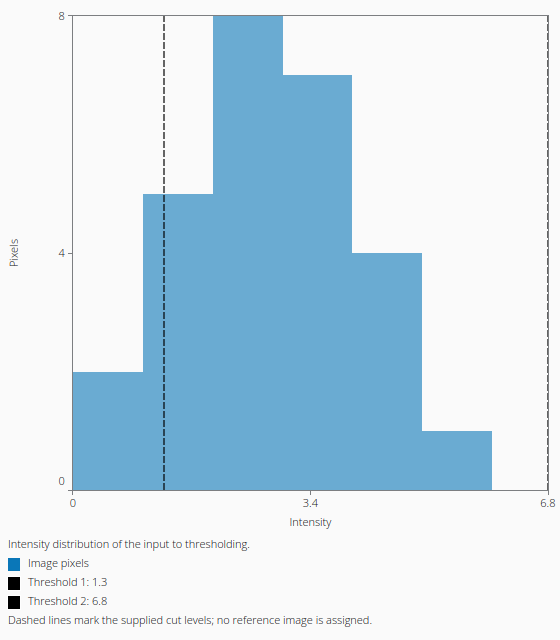 8
Pixels
4
0
0 3.4 6.8
Intensity
Intensity distribution of the input to thresholding.
Image pixels
Threshold 1: 1.3
Threshold 2: 6.8
Dashed lines mark the supplied cut levels; no reference image is assigned.